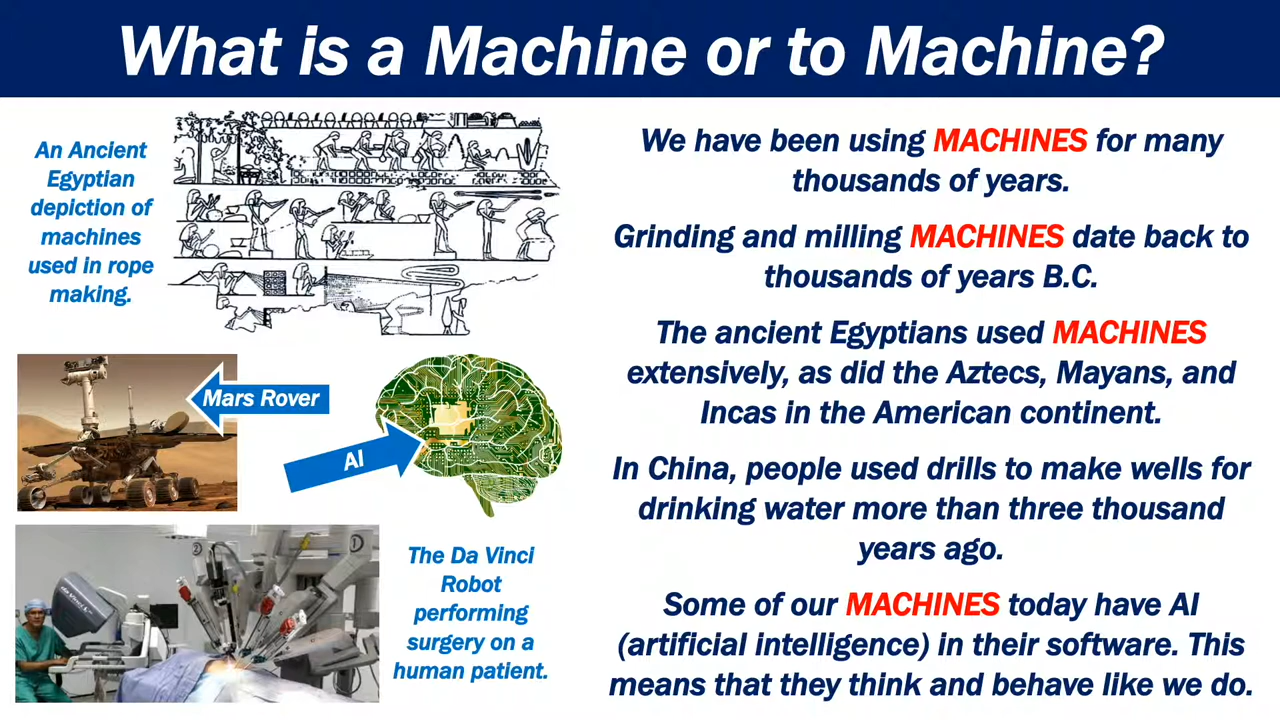 What is a Machine or to Machine?
An Ancient
Egyptian
depiction of
machines
used in rope
making.
Mars Rover
AI
The Da Vinci
Robot
performing
surgery on a
human patient.
We have been using MACHINES for many
thousands of years.
Grinding and milling MACHINES date back to
thousands of years B.C.
The ancient Egyptians used MACHINES
extensively, as did the Aztecs, Mayans, and
Incas in the American continent.
In China, people used drills to make wells for
drinking water more than three thousand
years ago.
Some of our MACHINES today have AI
(artificial intelligence) in their software. This
means that they think and behave like we do.